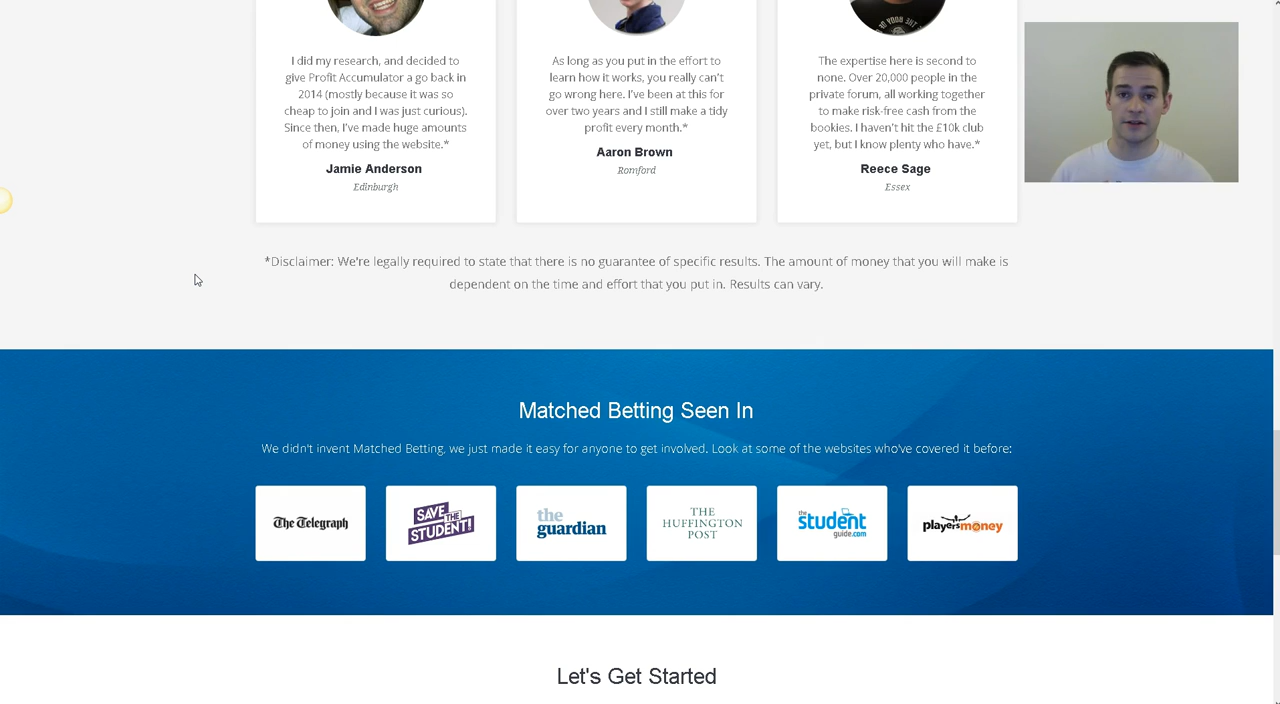 I did my research, and decided to
give Profit Accumulator a go back in
2014 (mostly because it was so
cheap to join and I was just curious).
Since then, I've made huge amounts
of money using the website.*
Jamie Anderson
Edinburgh
As long as you put in the effort to
learn how it works, you really can't
go wrong here. I've been at this for
over two years and I still make a tidy
profit every month.*
Aaron Brown
Romford
The expertise here is second to
none. Over 20,000 people in the
private forum, all working together
to make risk-free cash from the
bookies. I haven't hit the £10k club
yet, but I know plenty who have.*
Reece Sage
Essex
*Disclaimer: We're legally required to state that there is no guarantee of specific results. The amount of money that you will make is
dependent on the time and effort that you put in. Results can vary.
Matched Betting Seen In
We didn't invent Matched Betting, we just made it easy for anyone to get involved. Look at some of the websites who've covered it before:
The Telegraph
SAVE THE STUDENT!
the guardian
THE HUFFINGTON POST
the student guide.com
playersmoney
Let's Get Started